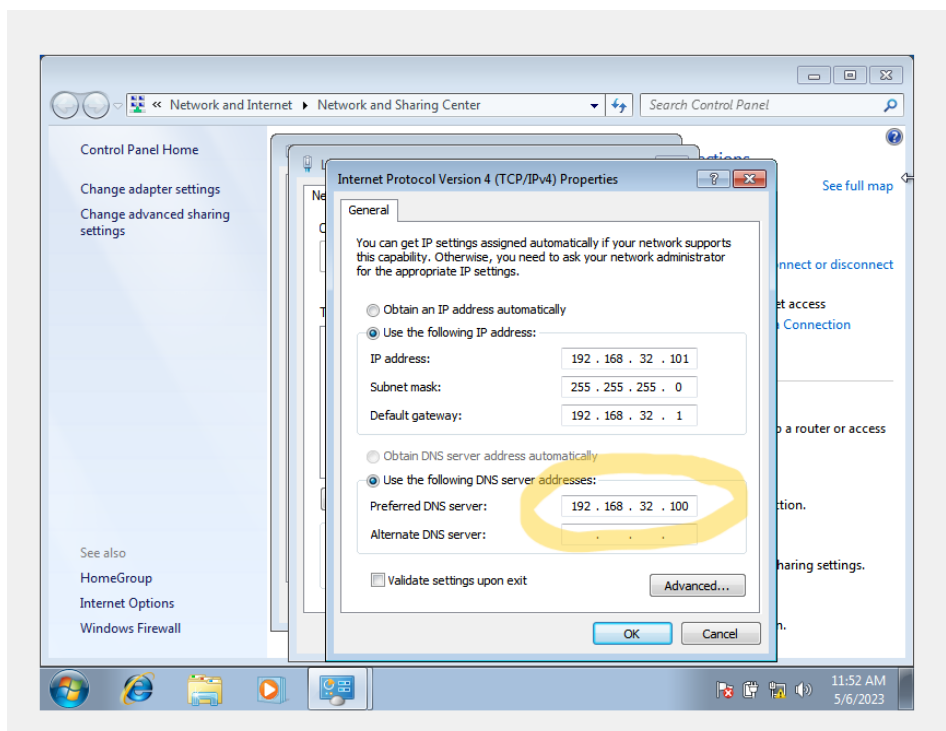 « Network and Internet ▸ Network and Sharing Center
Search Control Panel
Control Panel Home
Change adapter settings
Change advanced sharing
settings
See also
HomeGroup
Internet Options
Windows Firewall
See full map
Internet Protocol Version 4 (TCP/IPv4) Properties
General
You can get IP settings assigned automatically if your network supports
this capability. Otherwise, you need to ask your network administrator
for the appropriate IP settings.
Obtain an IP address automatically
Use the following IP address:
IP address: 192 . 168 . 32 . 101
Subnet mask: 255 . 255 . 255 . 0
Default gateway: 192 . 168 . 32 . 1
Obtain DNS server address automatically
Use the following DNS server addresses:
Preferred DNS server: 192 . 168 . 32 . 100
Alternate DNS server: . . .
Validate settings upon exit
Advanced...
OK
Cancel
or disconnect
access
Connection
a router or access
haring settings.
11:52 AM
5/6/2023